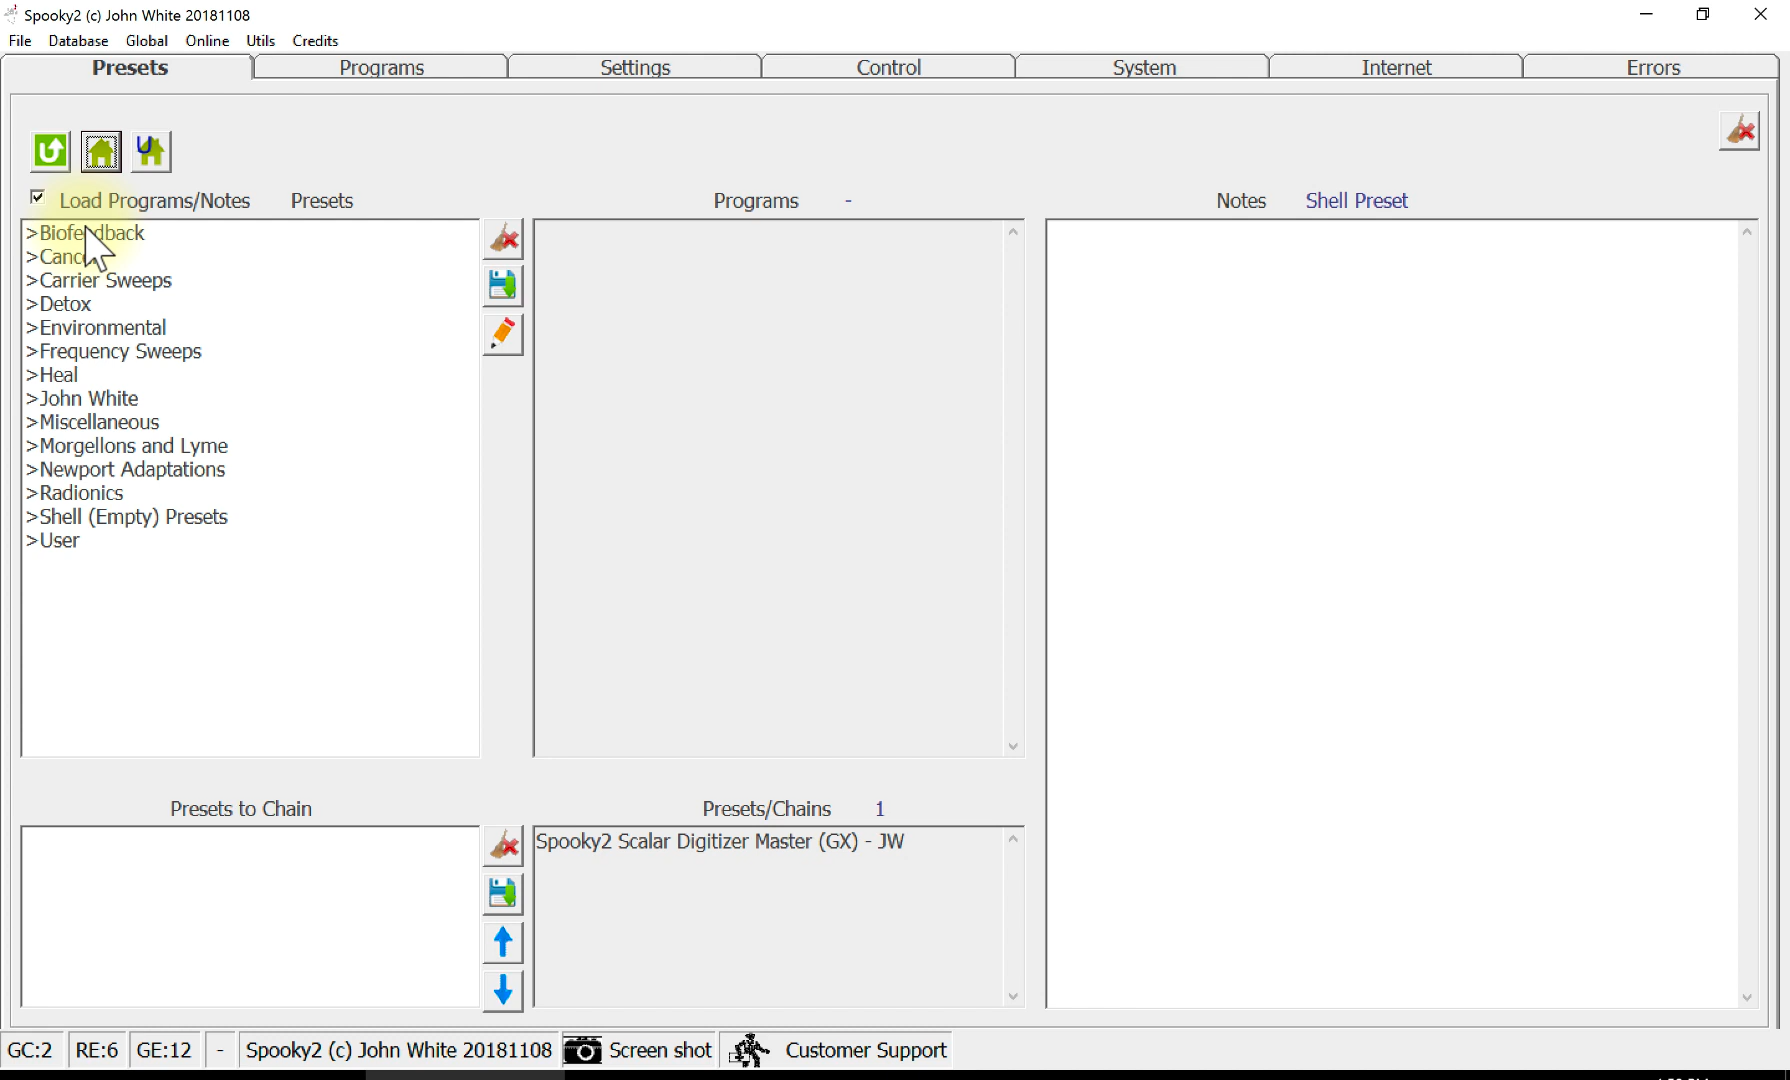 Spooky2 (c) John White 20181108
File Database Global Online Utils Credits
Presets Programs Settings Control System Internet Errors
Load Programs/Notes Presets Programs - Notes Shell Preset
>Biofeedback
>Cancer
>Carrier Sweeps
>Detox
>Environmental
>Frequency Sweeps
>Heal
>John White
>Miscellaneous
>Morgellons and Lyme
>Newport Adaptations
>Radionics
>Shell (Empty) Presets
>User
Presets to Chain Presets/Chains 1
Spooky2 Scalar Digitizer Master (GX) - JW
GC:2 RE:6 GE:12 - Spooky2 (c) John White 20181108 Screen shot Customer Support